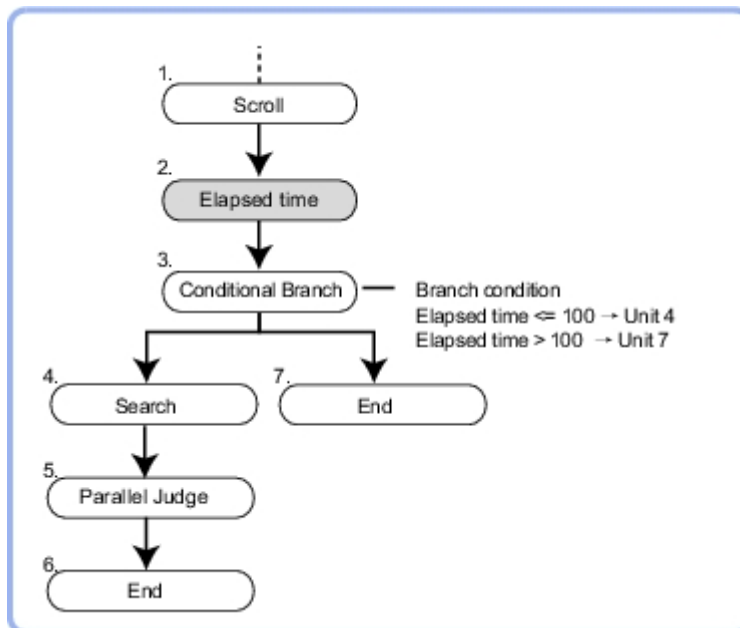 1.
Scroll
2.
Elapsed time
3.
Conditional Branch
Branch condition
Elapsed time <= 100 → Unit 4
Elapsed time > 100 → Unit 7
4.
Search
7.
End
5.
Parallel Judge
6.
End